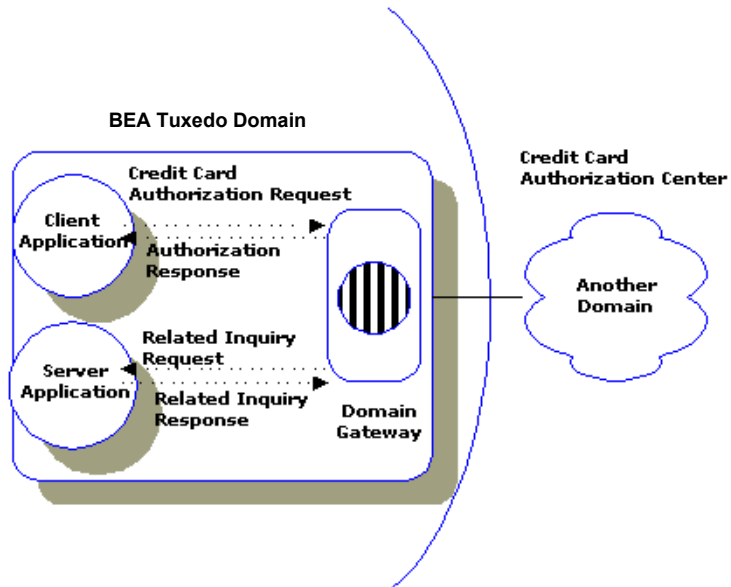 BEA Tuxedo Domain
Credit Card
Authorization Request
Client
Application
Authorization
Response
Related Inquiry
Request
Server
Application
Related Inquiry
Response
Domain
Gateway
Credit Card
Authorization Center
Another
Domain